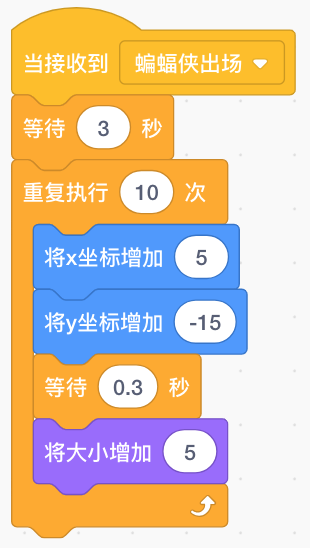 当接收到 蝙蝠侠出场
等待 3 秒
重复执行 10 次
将x坐标增加 5
将y坐标增加 -15
等待 0.3 秒
将大小增加 5